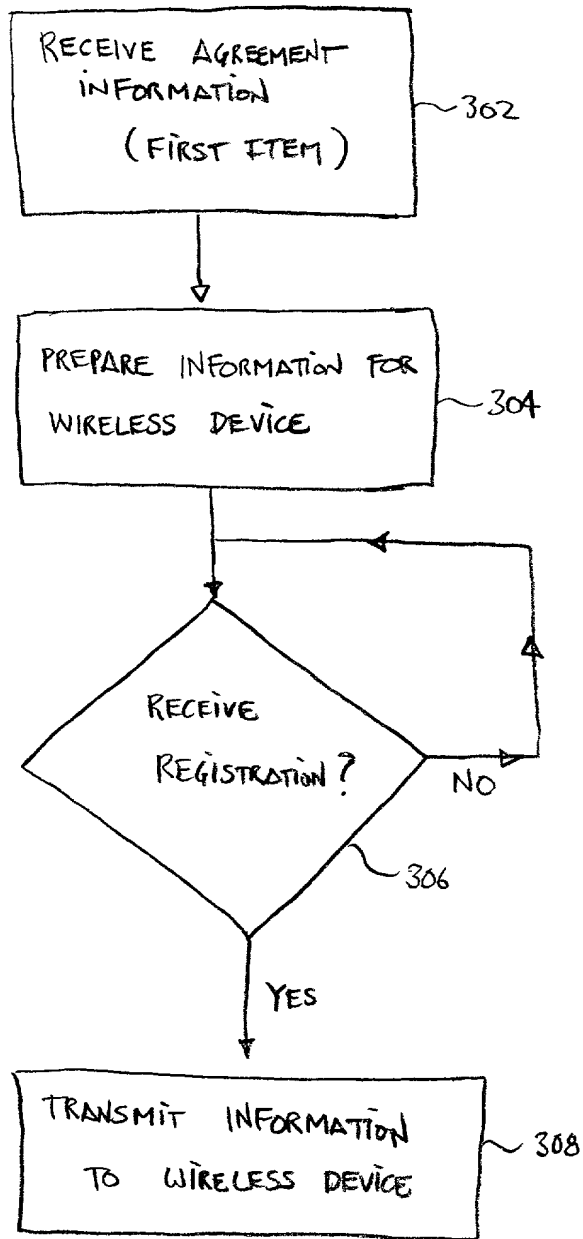 RECEIVE AGREEMENT
INFORMATION
(FIRST ITEM)
302
PREPARE INFORMATION FOR
WIRELESS DEVICE
304
RECEIVE
REGISTRATION?
NO
306
YES
TRANSMIT INFORMATION
TO WIRELESS DEVICE
308